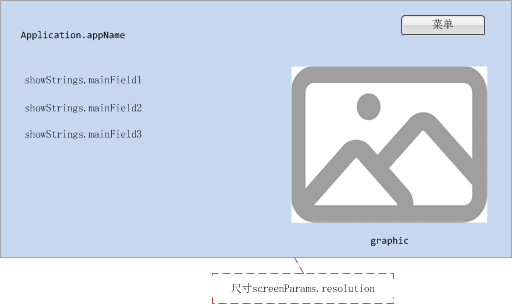 菜单
Application.appName
showStrings.mainField1
showStrings.mainField2
showStrings.mainField3
graphic
尺寸screenParams.resolution